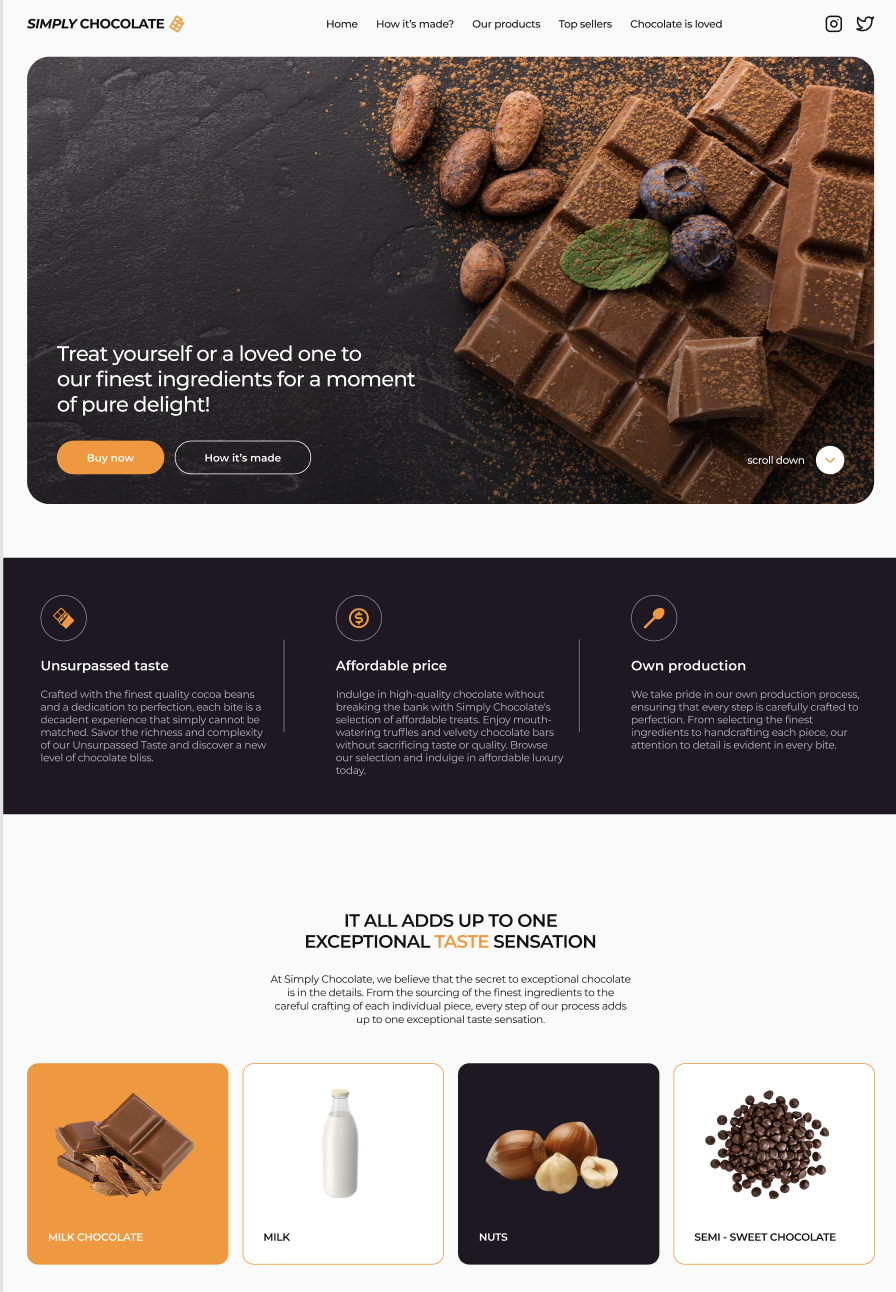 SIMPLY CHOCOLATE
Home How it's made? Our products Top sellers Chocolate is loved
Treat yourself or a loved one to
our finest ingredients for a moment
of pure delight!
Buy now How it's made
scroll down
Unsurpassed taste
Crafted with the finest quality cocoa beans
and a dedication to perfection, each bite is a
decadent experience that simply cannot be
matched. Savor the richness and complexity
of our Unsurpassed Taste and discover a new
level of chocolate bliss.
Affordable price
Indulge in high-quality chocolate without
breaking the bank with Simply Chocolate's
selection of affordable treats. Enjoy mouth-
watering truffles and velvety chocolate bars
without sacrificing taste or quality. Browse
our selection and indulge in affordable luxury
today.
Own production
We take pride in our own production process,
ensuring that every step is carefully crafted to
perfection. From selecting the finest
ingredients to handcrafting each piece, our
attention to detail is evident in every bite.
IT ALL ADDS UP TO ONE
EXCEPTIONAL TASTE SENSATION
At Simply Chocolate, we believe that the secret to exceptional chocolate
is in the details. From the sourcing of the finest ingredients to the
careful crafting of each individual piece, every step of our process adds
up to one exceptional taste sensation.
MILK CHOCOLATE
MILK
NUTS
SEMI - SWEET CHOCOLATE